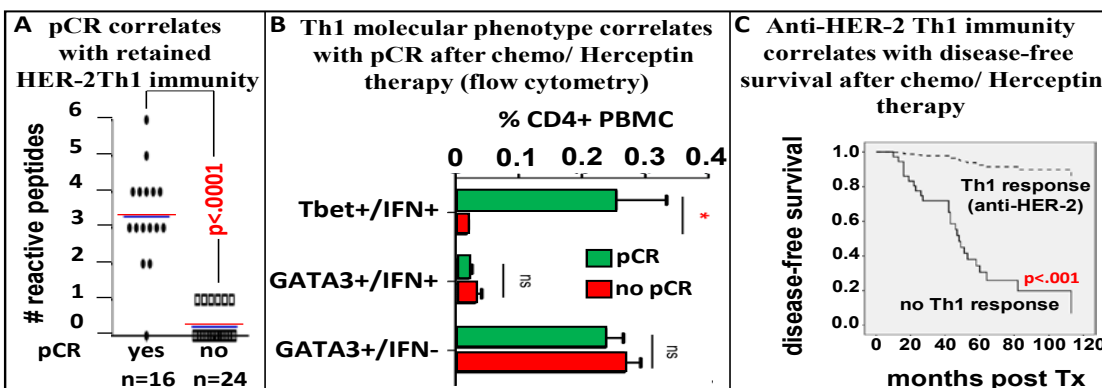 A pCR correlates
with retained
HER-2Th1 immunity
# reactive peptides
6
5
4
3
2
1
0
p<.0001
pCR yes no
n=16 n=24
B Th1 molecular phenotype correlates
with pCR after chemo/ Herceptin
therapy (flow cytometry)
% CD4+ PBMC
0 0.1 0.2 0.3 0.4
Tbet+/IFN+
*
GATA3+/IFN+
ns
pCR
no pCR
GATA3+/IFN-
ns
C Anti-HER-2 Th1 immunity
correlates with disease-free
survival after chemo/ Herceptin
therapy
disease-free survival
1.0
0.8
0.6
0.4
0.2
0.0
Th1 response
(anti-HER-2)
p<.001
no Th1 response
0 20 40 60 80 100 120
months post Tx